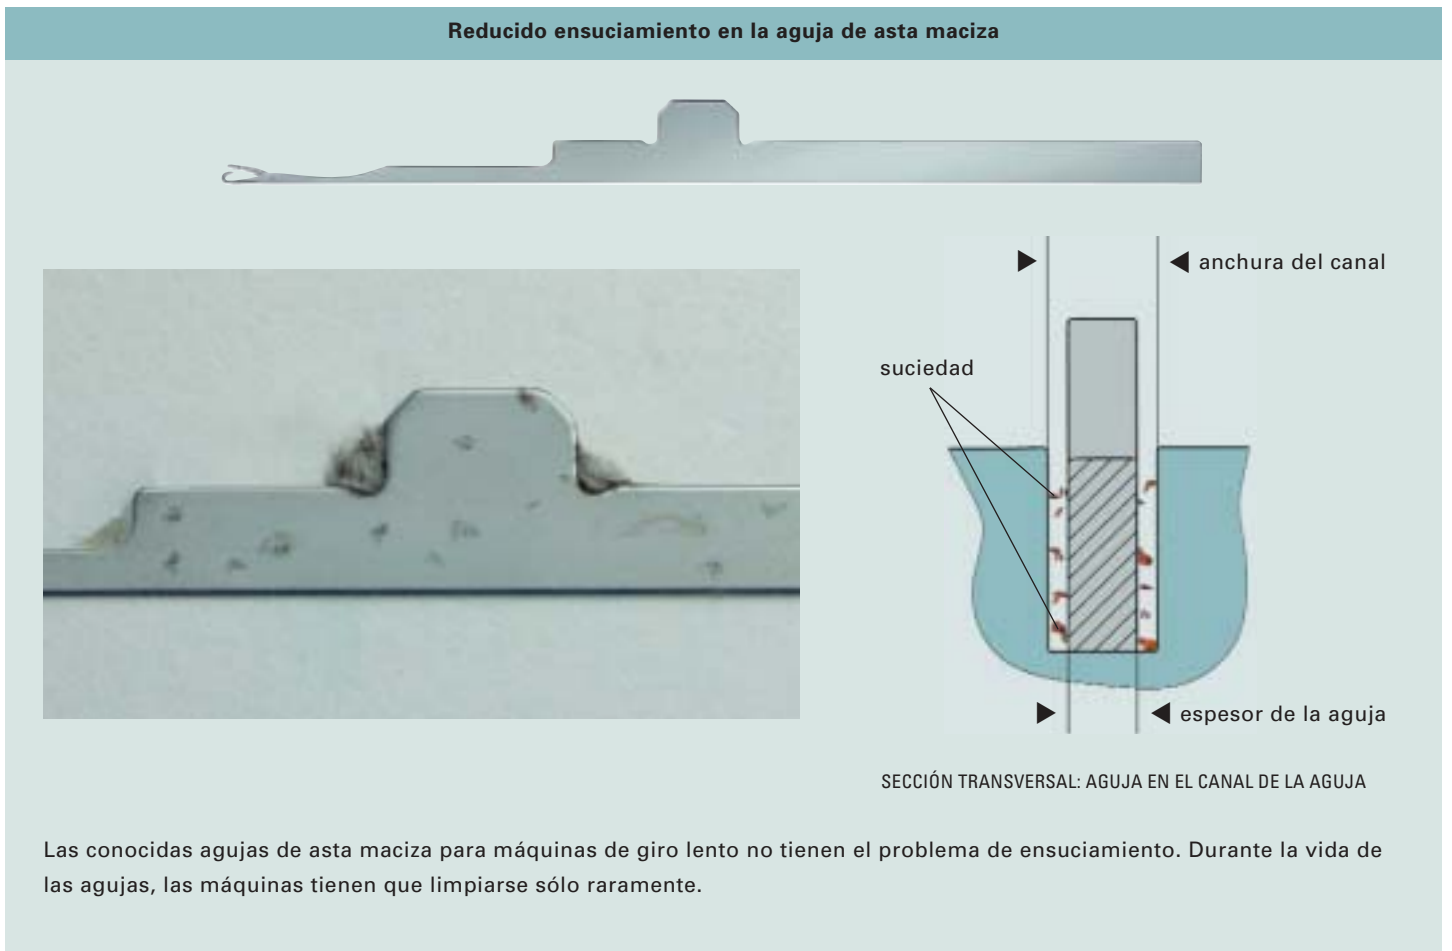 Reducido ensuciamiento en la aguja de asta maciza
anchura del canal
suciedad
espesor de la aguja
SECCIÓN TRANSVERSAL: AGUJA EN EL CANAL DE LA AGUJA
Las conocidas agujas de asta maciza para máquinas de giro lento no tienen el problema de ensuciamiento. Durante la vida de
las agujas, las máquinas tienen que limpiarse sólo raramente.